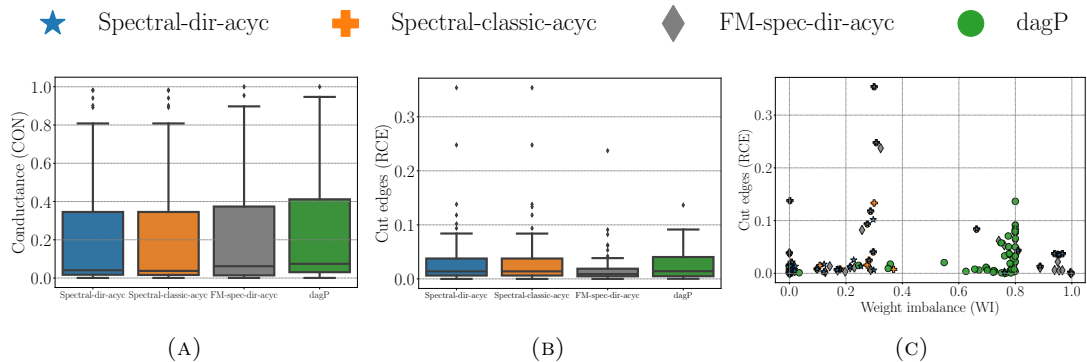 Spectral-dir-acyc Spectral-classic-acyc FM-spec-dir-acyc dagP
Conductance (CON)
1.0
0.8
0.6
0.4
0.2
0.0
Spectral-dir-acyc Spectral-classic-acyc FM-spec-dir-acyc dagP
(A)
Cut edges (RCE)
0.3
0.2
0.1
0.0
Spectral-dir-acyc Spectral-classic-acyc FM-spec-dir-acyc dagP
(B)
Cut edges (RCE)
0.3
0.2
0.1
0.0
0.0 0.2 0.4 0.6 0.8 1.0
Weight imbalance (WI)
(C)